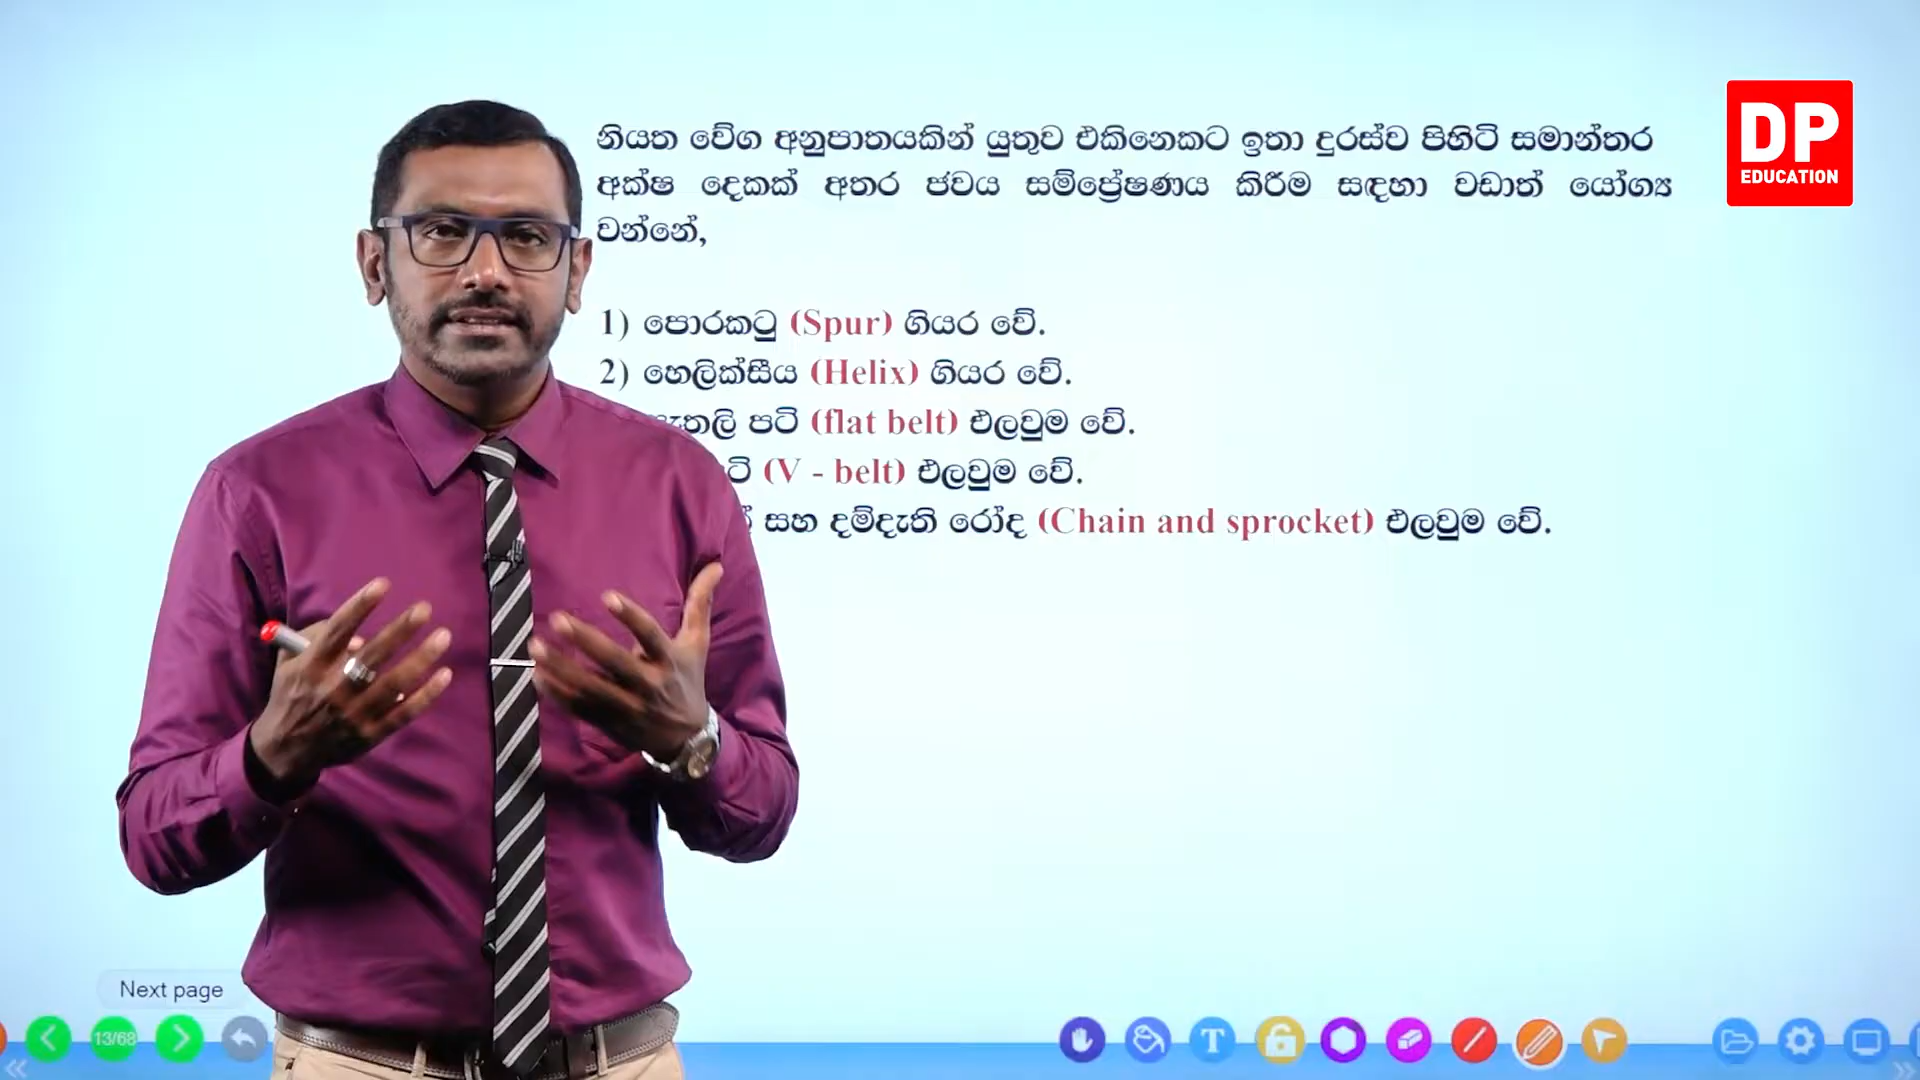 නියත වේග අනුපාතයකින් යුතුව එකිනෙකට ඉතා දුරස්ව පිහිටි සමාන්තර
අක්ෂ දෙකක් අතර ජවය සම්ප්‍රේෂණය කිරීම සඳහා වඩාත් යෝග්‍ය
වන්නේ,
1) පොරකටු (Spur) ගියර වේ.
2) හෙලික්සීය (Helix) ගියර වේ.
පටි (flat belt) එලවුම වේ.
(V - belt) එලවුම වේ.
සහ දම්දැති රෝද (Chain and sprocket) එලවුම වේ.
DP
EDUCATION
Next page
13/68